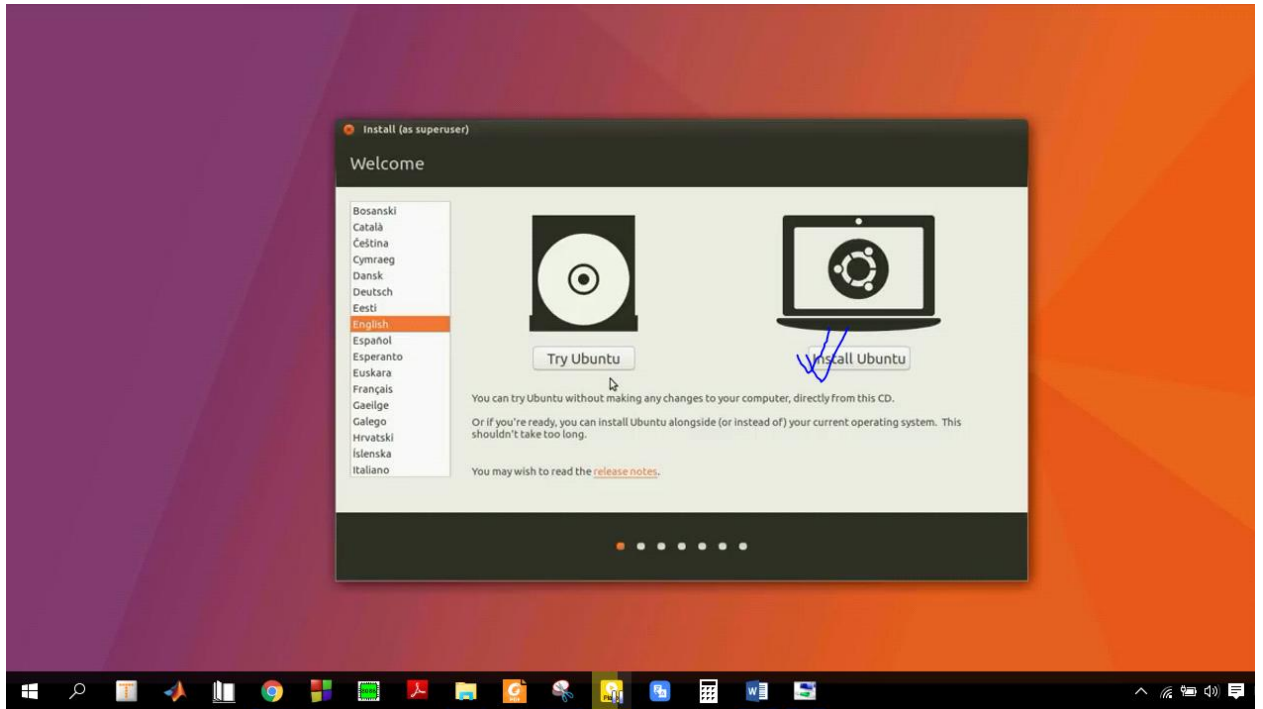 Install (as superuser)
Welcome
Bosanski
Català
Čeština
Cymraeg
Dansk
Deutsch
Eesti
English
Español
Esperanto
Euskara
Français
Gaeilge
Galego
Hrvatski
Íslenska
Italiano
Try Ubuntu
Install Ubuntu
You can try Ubuntu without making any changes to your computer, directly from this CD.
Or if you're ready, you can install Ubuntu alongside (or instead of) your current operating system. This
shouldn't take too long.
You may wish to read the release notes.